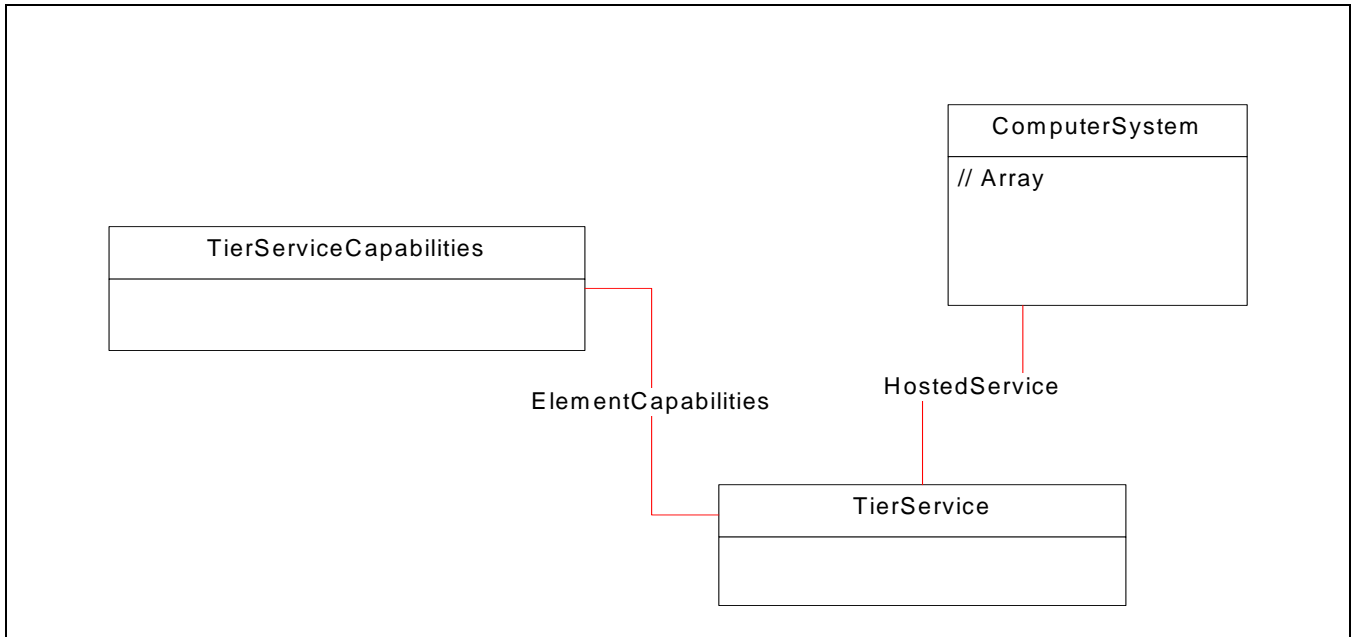 ComputerSystem
// Array
TierServiceCapabilities
HostedService
ElementCapabilities
TierService